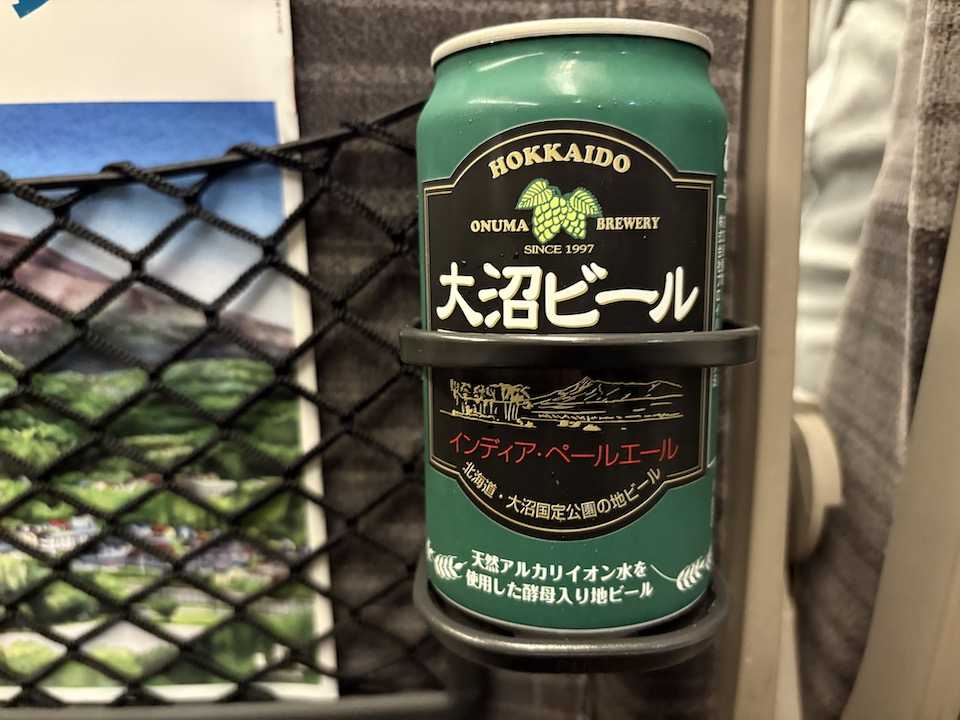 HOKKAIDO
ONUMA BREWERY
SINCE 1997
大沼ビール
インディア・ペールエール
北海道・大沼国定公園の地ビール
天然アルカリイオン水を
使用した酵母入り地ビール